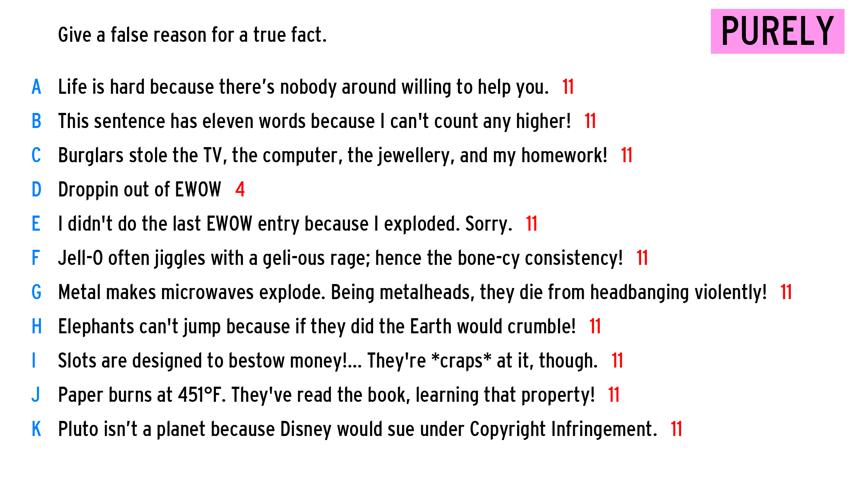 Give a false reason for a true fact.
PURELY
A Life is hard because there's nobody around willing to help you. 11
B This sentence has eleven words because I can't count any higher! 11
C Burglars stole the TV, the computer, the jewellery, and my homework! 11
D Droppin out of EWOW 4
E I didn't do the last EWOW entry because I exploded. Sorry. 11
F Jell-O often jiggles with a geli-ous rage; hence the bone-cy consistency! 11
G Metal makes microwaves explode. Being metalheads, they die from headbanging violently! 11
H Elephants can't jump because if they did the Earth would crumble! 11
I Slots are designed to bestow money!... They're *craps* at it, though. 11
J Paper burns at 451°F. They've read the book, learning that property! 11
K Pluto isn’t a planet because Disney would sue under Copyright Infringement. 11